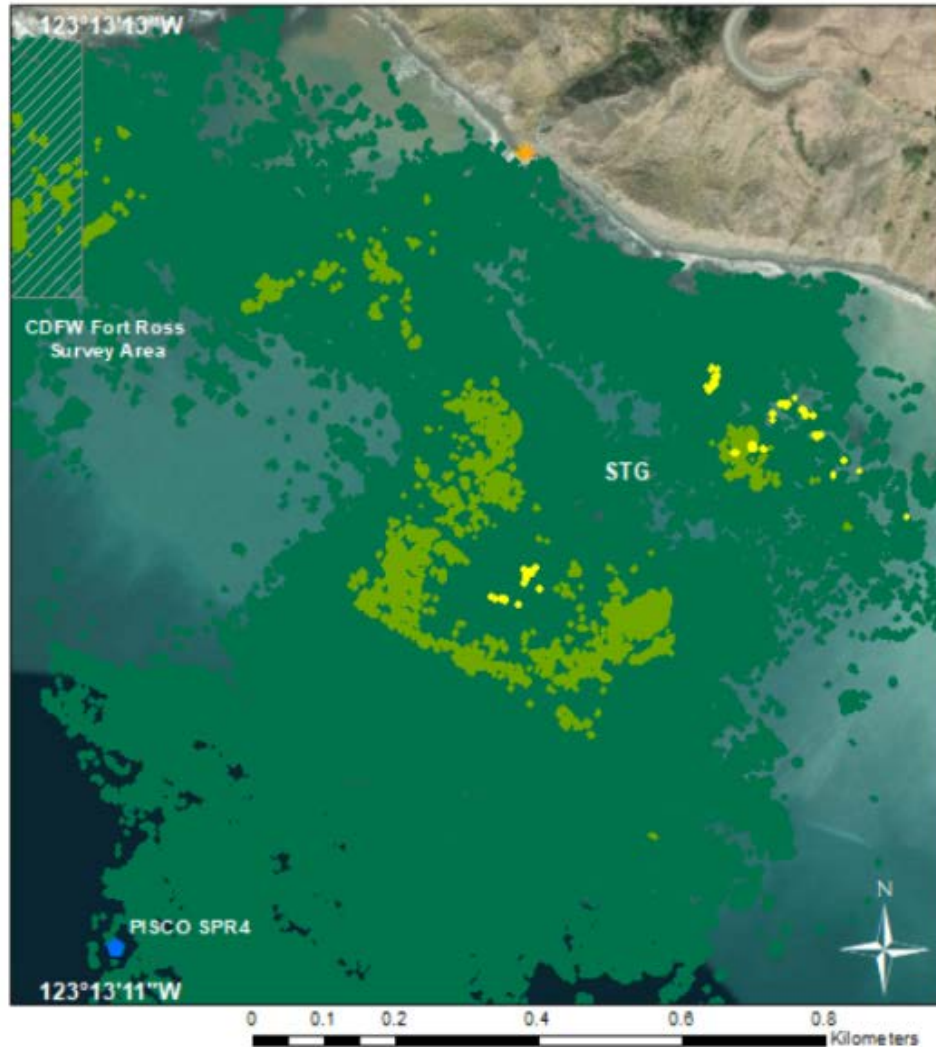 123°13'13"W
CDFW Fort Ross
Survey Area
STG
N
PISCO SPR4
123°13'11"W
0 0.1 0.2 0.4 0.6 0.8
Kilometers